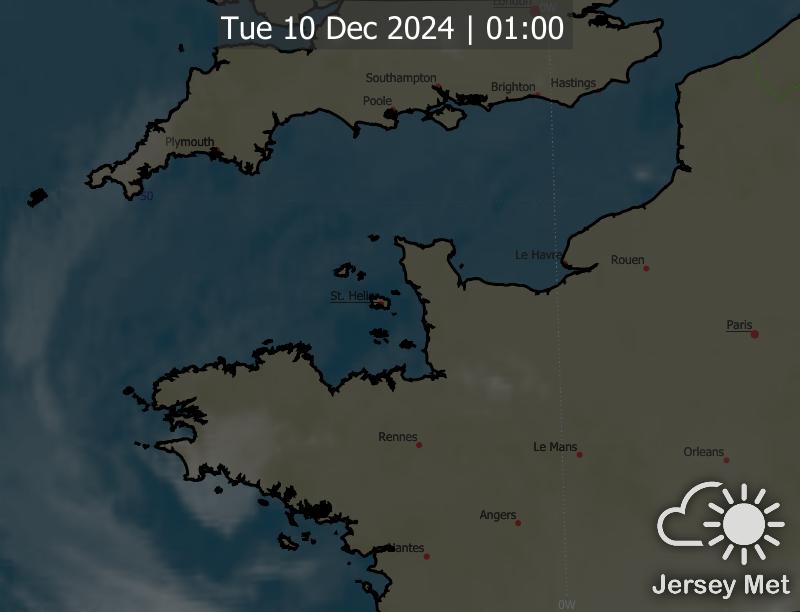 London
0W
Tue 10 Dec 2024 | 01:00
Southampton
Brighton
Hastings
Poole
Plymouth
50
Le Havre
Rouen
St. Helier
Paris
Rennes
Le Mans
Orleans
Angers
Nantes
Jersey Met
0W